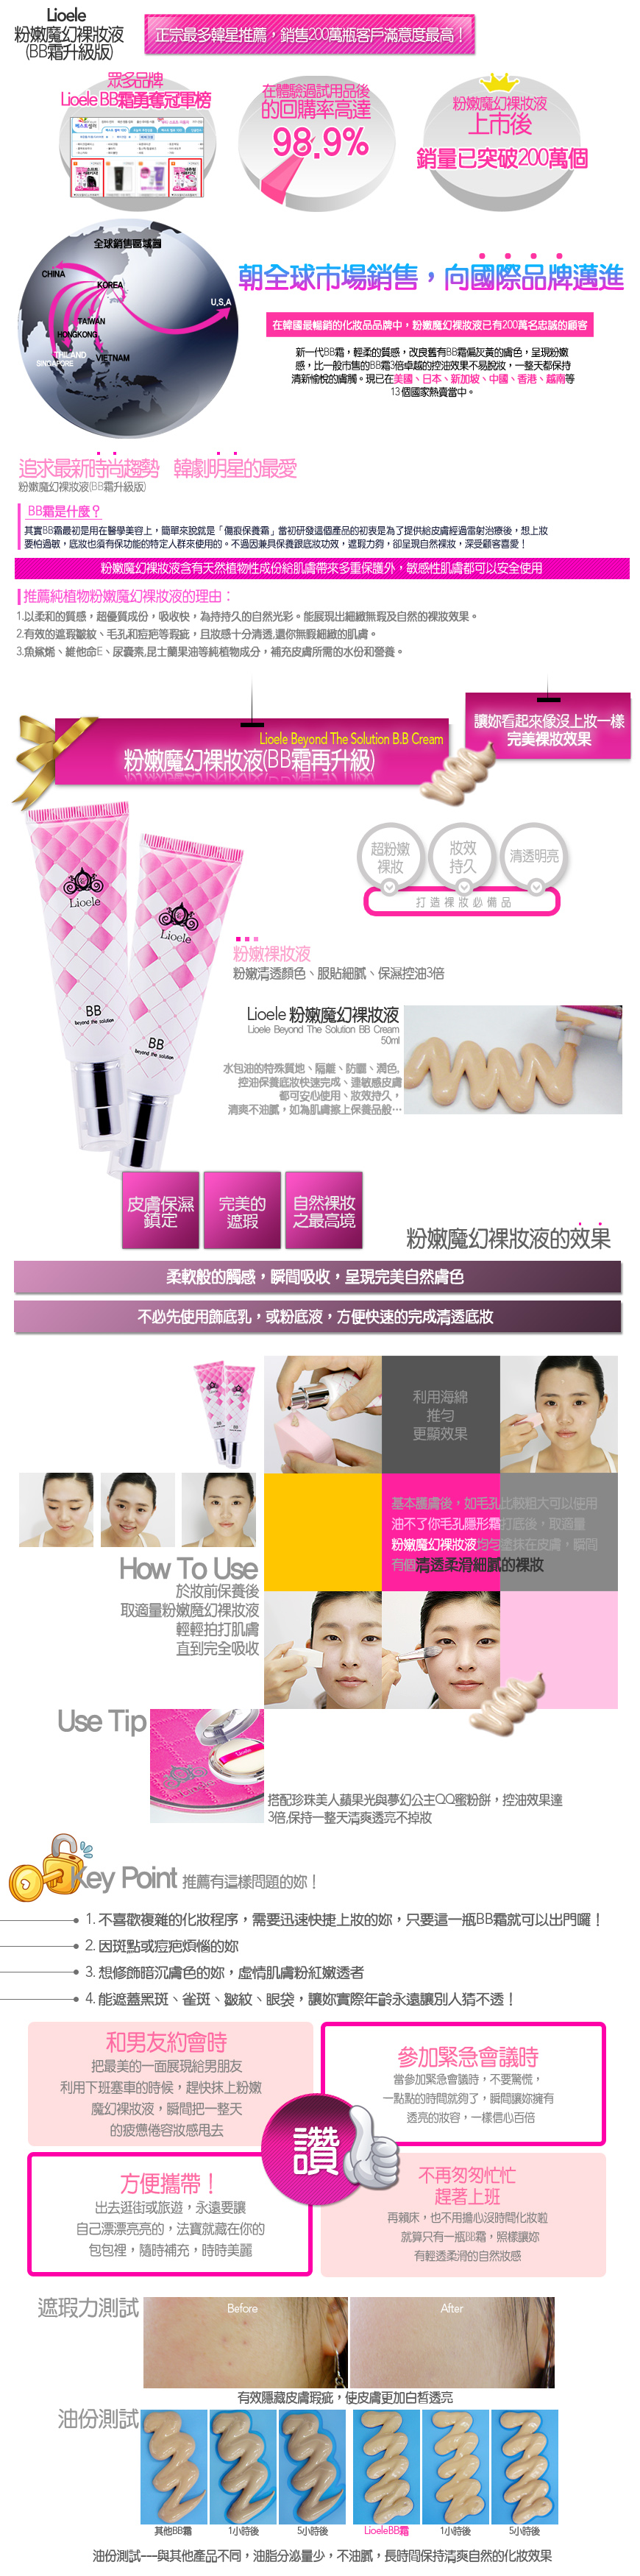 Lioele
粉嫩魔幻裸妝液
(BB霜升級版)
正宗最多韓星推薦，銷售200萬瓶客戶滿意度最高！
眾多品牌
Lioele BB霜勇奪冠軍榜
在體驗過試用品後
的回購率高達
98.9%
粉嫩魔幻裸妝液
上市後
銷量已突破200萬個
全球銷售區域圖
CHINA
KOREA
U.S.A
TAIWAN
HONGKONG
THILAND
VIETNAM
SINGAPORE
朝全球市場銷售，向國際品牌邁進
在韓國最暢銷的化妝品品牌中，粉嫩魔幻裸妝液已有200萬名忠誠的顧客
新一代BB霜，輕柔的質感，改良舊有BB霜偏灰黃的膚色，呈現粉嫩
感，比一般市售的BB霜3倍卓越的控油效果不易脫妝，一整天都保持
清新愉悅的膚觸。現已在美國、日本、新加坡、中國、香港、越南等
13個國家熱賣當中。
追求最新時尚趨勢 韓劇明星的最愛
粉嫩魔幻裸妝液(BB霜升級版)
BB霜是什麼？
其實BB霜最初是用在醫學美容上，簡單來說就是「傷痕保養霜」當初研發這個產品的初衷是為了提供給皮膚經過雷射治療後，想上妝
要怕過敏，底妝也須有保功能的特定人群來使用的。不過因兼具保養跟底妝功效，遮瑕力夠，卻呈現自然裸妝，深受顧客喜愛！
粉嫩魔幻裸妝液含有天然植物性成份給肌膚帶來多重保護外，敏感性肌膚都可以安全使用
推薦純植物粉嫩魔幻裸妝液的理由：
1.以柔和的質感，超優質成份，吸收快，為持持久的自然光彩。能展現出細緻無瑕及自然的裸妝效果。
2.有效的遮瑕皺紋、毛孔和痘疤等瑕疵，且妝感十分清透,還你無假細緻的肌膚。
3.魚鯊烯、維他命E、尿囊素,昆士蘭果油等純植物成分，補充皮膚所需的水份和營養。
讓妳看起來像沒上妝一樣
完美裸妝效果
Lioele Beyond The Solution B.B Cream
粉嫩魔幻裸妝液(BB霜再升級)
超粉嫩
裸妝
妝效
持久
清透明亮
打造裸妝必備品
Lioele
Lioele
BB
beyond the solution
BB
beyond the solution
粉嫩裸妝液
粉嫩清透顏色、服貼細膩、保濕控油3倍
Lioele 粉嫩魔幻裸妝液
Lioele Beyond The Solution BB Cream
50ml
水包油的特殊質地、隔離、防曬、潤色,
控油保養底妝快速完成、連敏感皮膚
都可安心使用、妝效持久，
清爽不油膩，如為肌膚擦上保養品般…
皮膚保濕
鎮定
完美的
遮瑕
自然裸妝
之最高境
粉嫩魔幻裸妝液的效果
柔軟般的觸感，瞬間吸收，呈現完美自然膚色
不必先使用飾底乳，或粉底液，方便快速的完成清透底妝
利用海綿
推勻
更顯效果
基本護膚後，如毛孔比較粗大可以使用
油不了你毛孔隱形霜打底後，取適量
粉嫩魔幻裸妝液均勻塗抹在皮膚，瞬間
有個清透柔滑細膩的裸妝
How To Use
於妝前保養後
取適量粉嫩魔幻裸妝液
輕輕拍打肌膚
直到完全吸收
Use Tip
搭配珍珠美人蘋果光與夢幻公主QQ蜜粉餅，控油效果達
3倍,保持一整天清爽透亮不掉妝
Key Point 推薦有這樣問題的妳！
1. 不喜歡複雜的化妝程序，需要迅速快捷上妝的妳，只要這一瓶BB霜就可以出門囉！
2. 因斑點或痘疤煩惱的妳
3. 想修飾暗沉膚色的妳，虛情肌膚粉紅嫩透者
4. 能遮蓋黑斑、雀斑、皺紋、眼袋，讓妳實際年齡永遠讓別人猜不透！
和男友約會時
把最美的一面展現給男朋友
利用下班塞車的時候，趕快抹上粉嫩
魔幻裸妝液，瞬間把一整天
的疲憊倦容妝感甩去
參加緊急會議時
當參加緊急會議時，不要驚慌，
一點點的時間就夠了，瞬間讓妳擁有
透亮的妝容，一樣信心百倍
讚
方便攜帶！
出去逛街或旅遊，永遠要讓
自己漂漂亮亮的，法寶就藏在你的
包包裡，隨時補充，時時美麗
不再匆匆忙忙
趕著上班
再賴床，也不用擔心沒時間化妝啦
就算只有一瓶BB霜，照樣讓妳
有輕透柔滑的自然妝感
遮瑕力測試
Before
After
有效隱藏皮膚瑕疵，使皮膚更加白皙透亮
油份測試
其他BB霜
1小時後
5小時後
LioeleBB霜
1小時後
5小時後
油份測試---與其他產品不同，油脂分泌量少，不油膩，長時間保持清爽自然的化妝效果